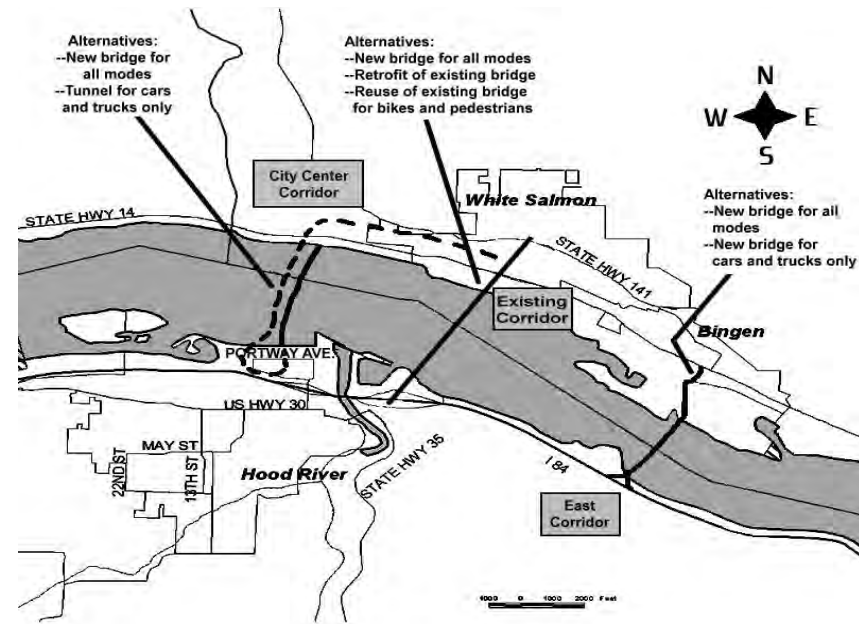 Alternatives:
--New bridge for
all modes
--Tunnel for cars
and trucks only
Alternatives:
--New bridge for all modes
--Retrofit of existing bridge
--Reuse of existing bridge
for bikes and pedestrians
N
W E
S
City Center
Corridor
White Salmon
Alternatives:
--New bridge for all
modes
--New bridge for
cars and trucks only
STATE HWY 14
STATE HWY 141
Existing
Corridor
Bingen
PORTWAY AVE.
US HWY 30
MAY ST
22ND ST
13TH ST
Hood River
STATE HWY 35
I 84
East
Corridor
1000 0 1000 2000 Feet